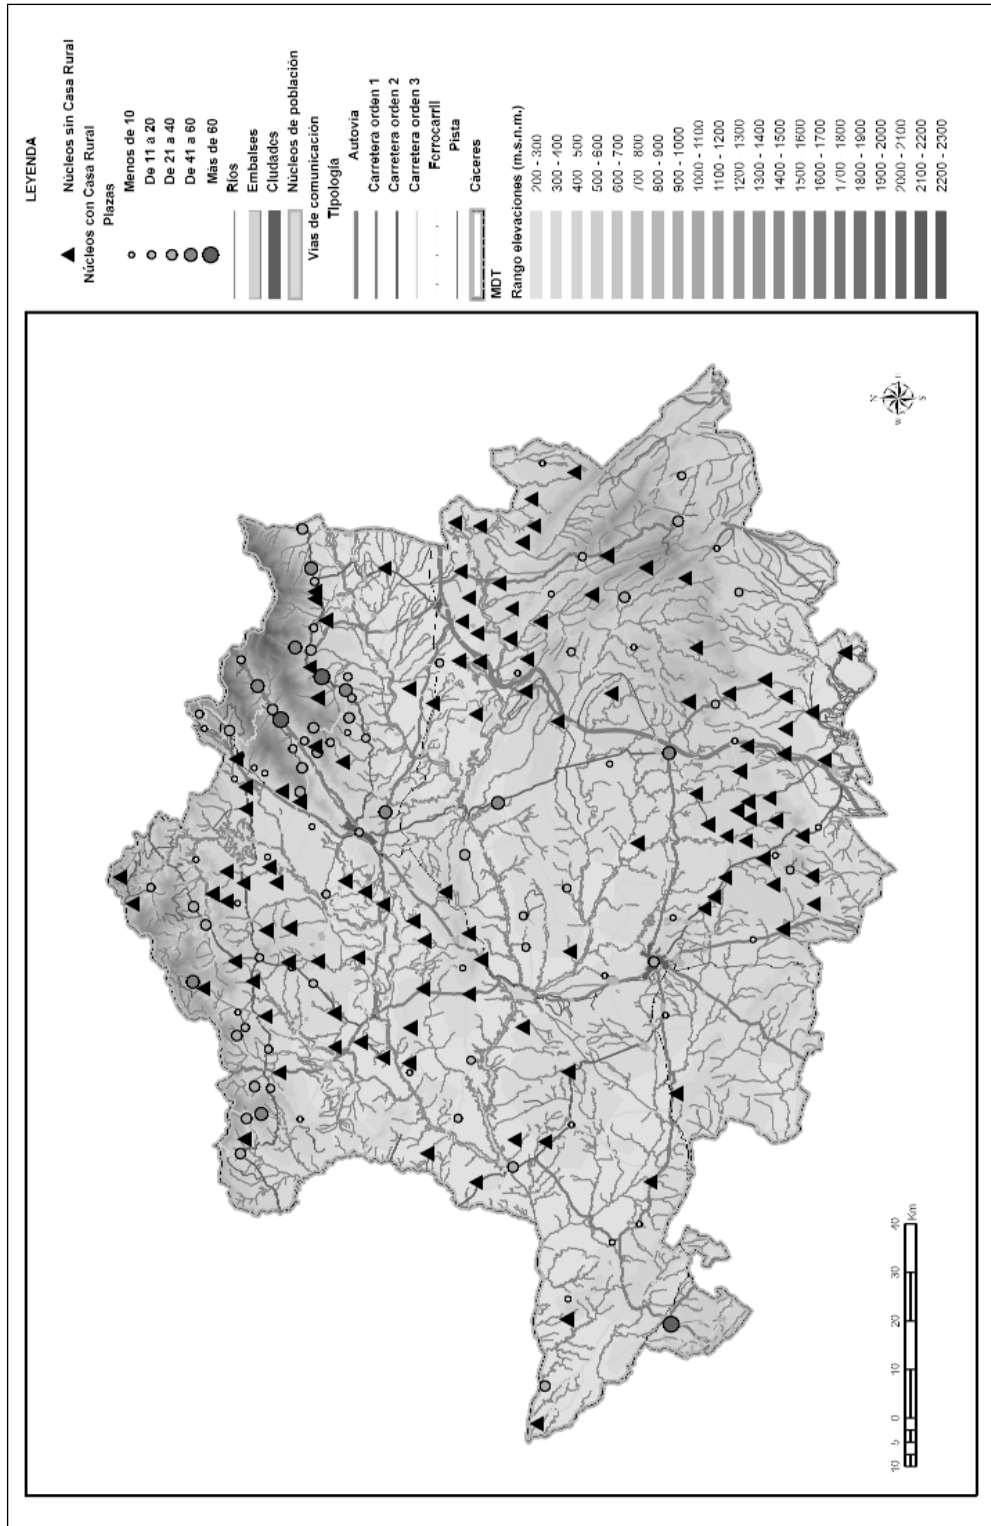 LEYENDA
Núcleos sin Casa Rural
Núcleos con Casa Rural
Plazas
Menos de 10
De 11 a 20
De 21 a 40
De 41 a 60
Más de 60
Ríos
Embalses
Ciudades
Núcleos de población
Vias de comunicación
Tipología
Autovia
Carretera orden 1
Carretera orden 2
Carretera orden 3
Ferrocarril
Pista
Cáceres
MDT
Rango elevaciones (m.s.n.m.)
200 - 300
300 - 400
400 500
500 - 600
600 - 700
700 800
800 - 900
900 - 1000
1000 - 1100
1100 - 1200
1200 - 1300
1300 - 1400
1400 - 1500
1500 - 1600
1600 - 1700
1700 - 1800
1800 - 1900
1900 - 2000
2000 - 2100
2100 - 2200
2200 - 2300
N
W E
S
10 5 0 10 20 30 40
Km